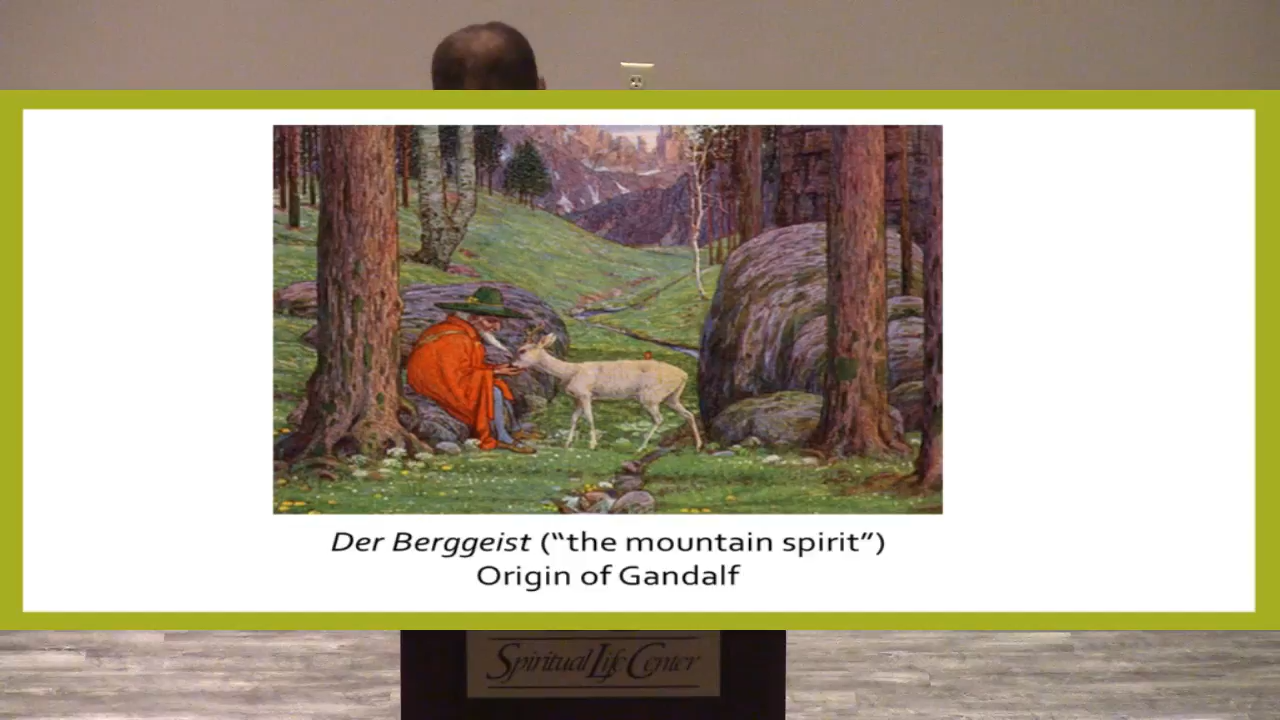 Der Berggeist (“the mountain spirit”)
Origin of Gandalf
Spiritual Life Center